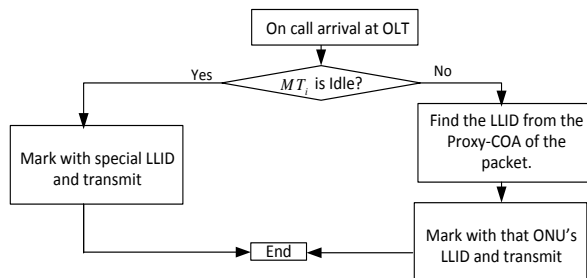 On call arrival at OLT
Yes
MT_i is Idle?
No
Mark with special LLID
and transmit
Find the LLID from the
Proxy-COA of the
packet.
Mark with that ONU's
LLID and transmit
End